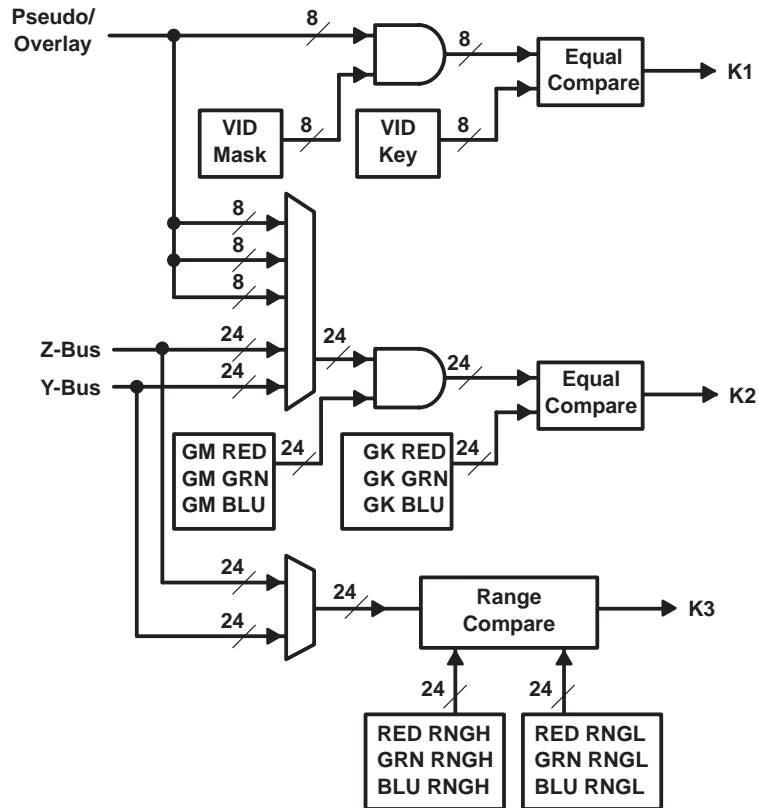 Pseudo/
Overlay
8
8
Equal
Compare
K1
8
8
VID
Mask
VID
Key
8
8
8
Z-Bus
24
24
24
Y-Bus
24
Equal
Compare
K2
24
24
GM RED
GM GRN
GM BLU
GK RED
GK GRN
GK BLU
24
24
24
Range
Compare
K3
24
24
RED RNGH
GRN RNGH
BLU RNGH
RED RNGL
GRN RNGL
BLU RNGL